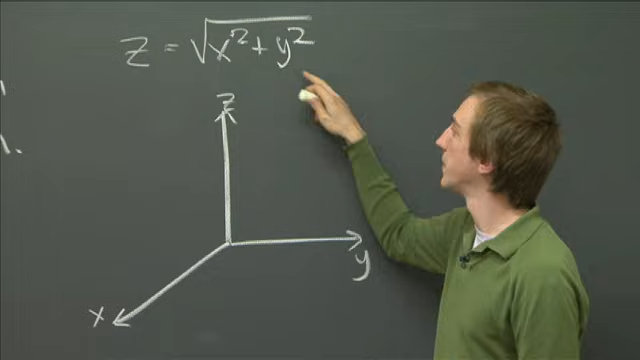 z = √x² + y²
z
y
x